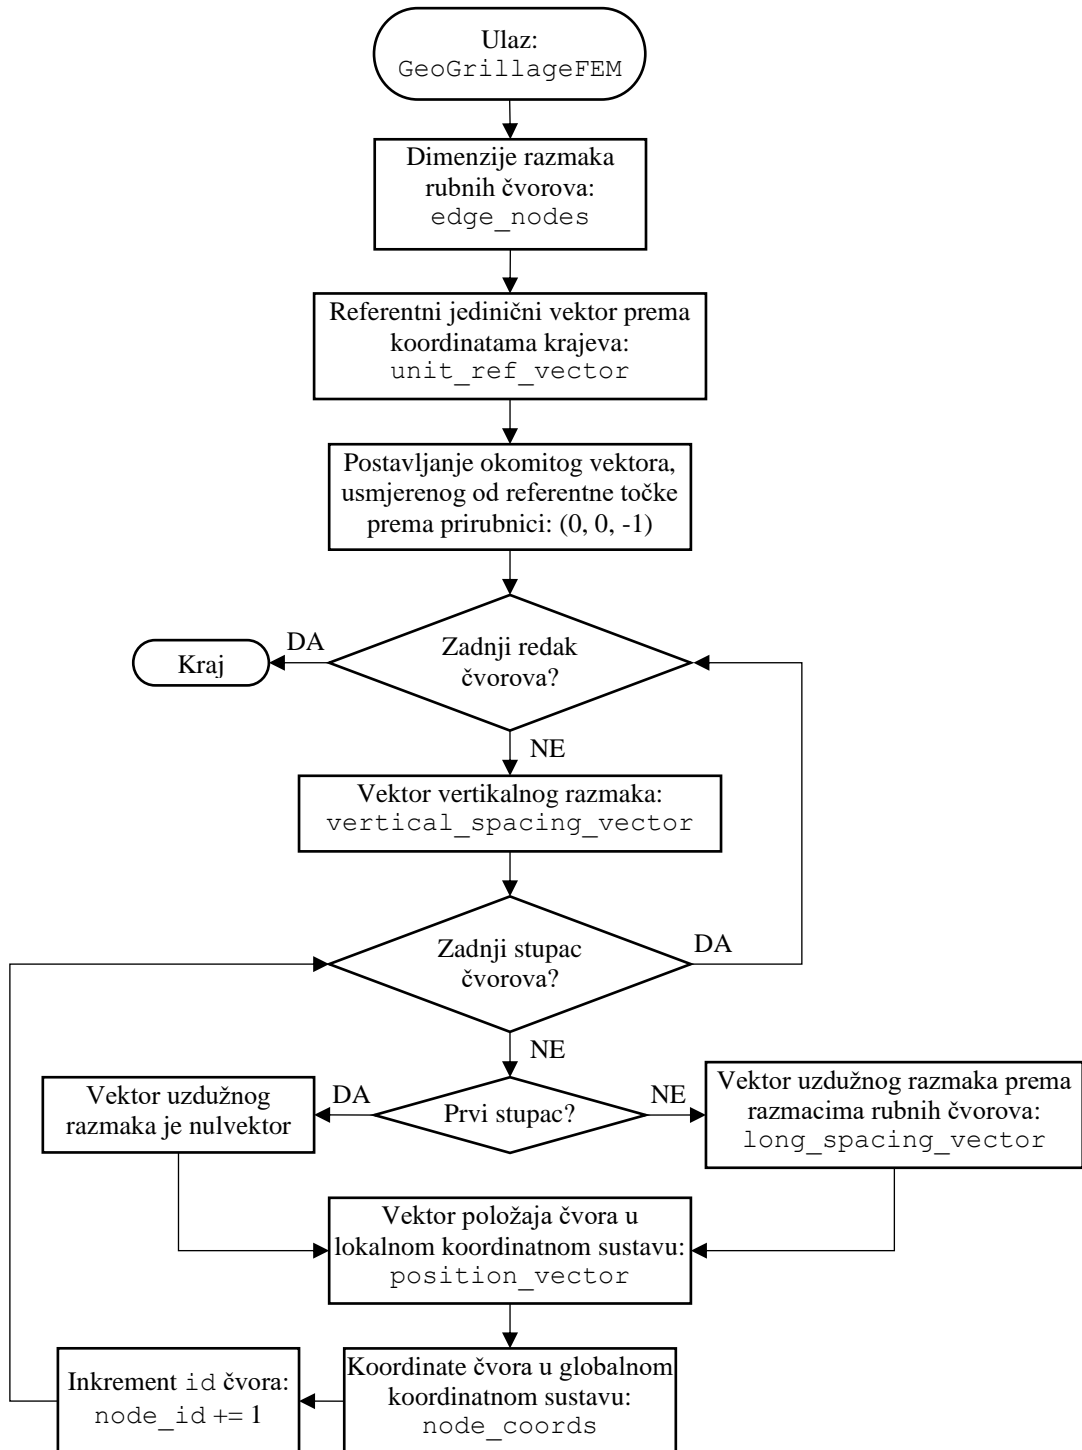 Ulaz:
GeoGrillageFEM
Dimenzije razmaka
rubnih čvorova:
edge_nodes
Referentni jedinični vektor prema
koordinatama krajeva:
unit_ref_vector
Postavljanje okomitog vektora,
usmjerenog od referentne točke
prema prirubnici: (0, 0, -1)
Zadnji redak
čvorova?
DA
Kraj
NE
Vektor vertikalnog razmaka:
vertical_spacing_vector
Zadnji stupac
čvorova?
DA
NE
Prvi stupac?
DA
NE
Vektor uzdužnog
razmaka je nulvektor
Vektor uzdužnog razmaka prema
razmacima rubnih čvorova:
long_spacing_vector
Vektor položaja čvora u
lokalnom koordinatnom sustavu:
position_vector
Koordinate čvora u globalnom
koordinatnom sustavu:
node_coords
Inkrement id čvora:
node_id += 1